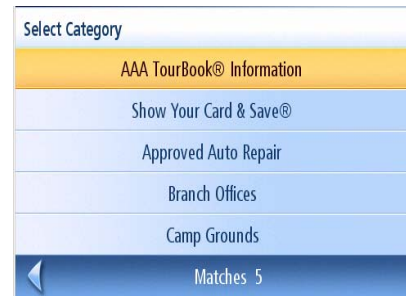 Select Category
AAA TourBook® Information
Show Your Card & Save®
Approved Auto Repair
Branch Offices
Camp Grounds
Matches 5